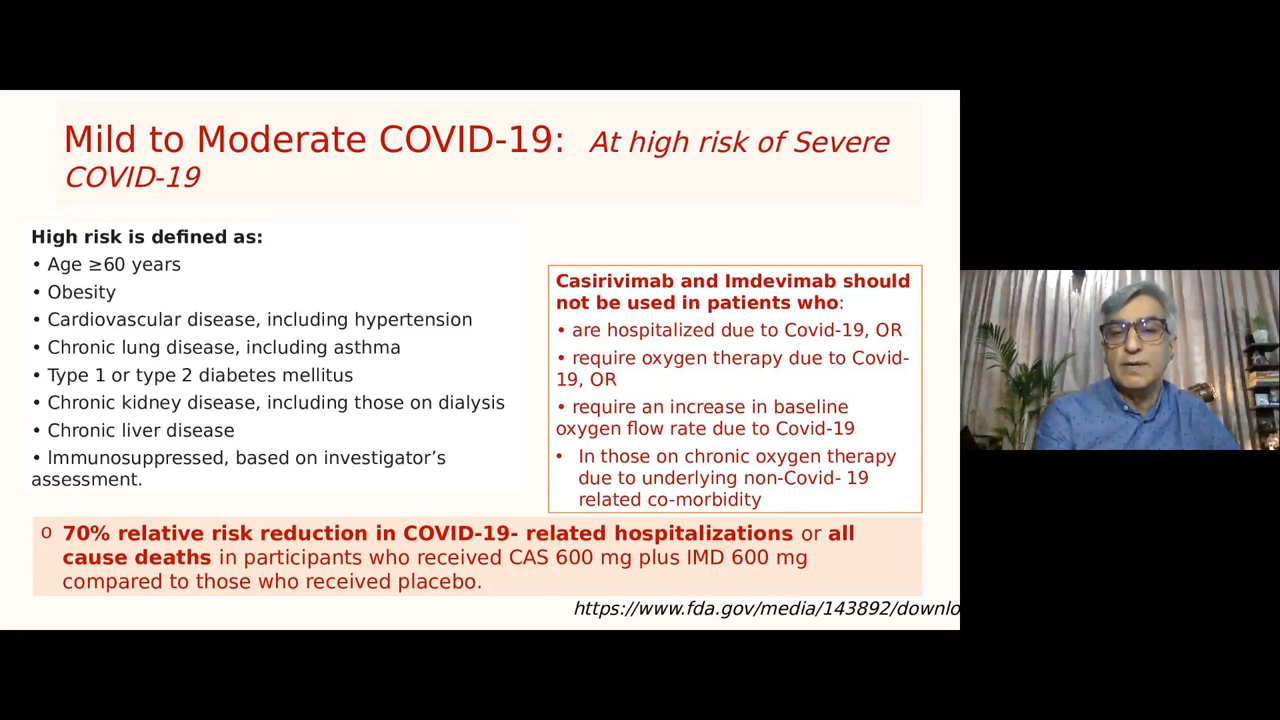 Mild to Moderate COVID-19: At high risk of Severe
COVID-19
High risk is defined as:
• Age ≥60 years
• Obesity
• Cardiovascular disease, including hypertension
• Chronic lung disease, including asthma
• Type 1 or type 2 diabetes mellitus
• Chronic kidney disease, including those on dialysis
• Chronic liver disease
• Immunosuppressed, based on investigator’s
assessment.
Casirivimab and Imdevimab should
not be used in patients who:
• are hospitalized due to Covid-19, OR
• require oxygen therapy due to Covid-
19, OR
• require an increase in baseline
oxygen flow rate due to Covid-19
• In those on chronic oxygen therapy
due to underlying non-Covid- 19
related co-morbidity
o 70% relative risk reduction in COVID-19- related hospitalizations or all
cause deaths in participants who received CAS 600 mg plus IMD 600 mg
compared to those who received placebo.
https://www.fda.gov/media/143892/downlo